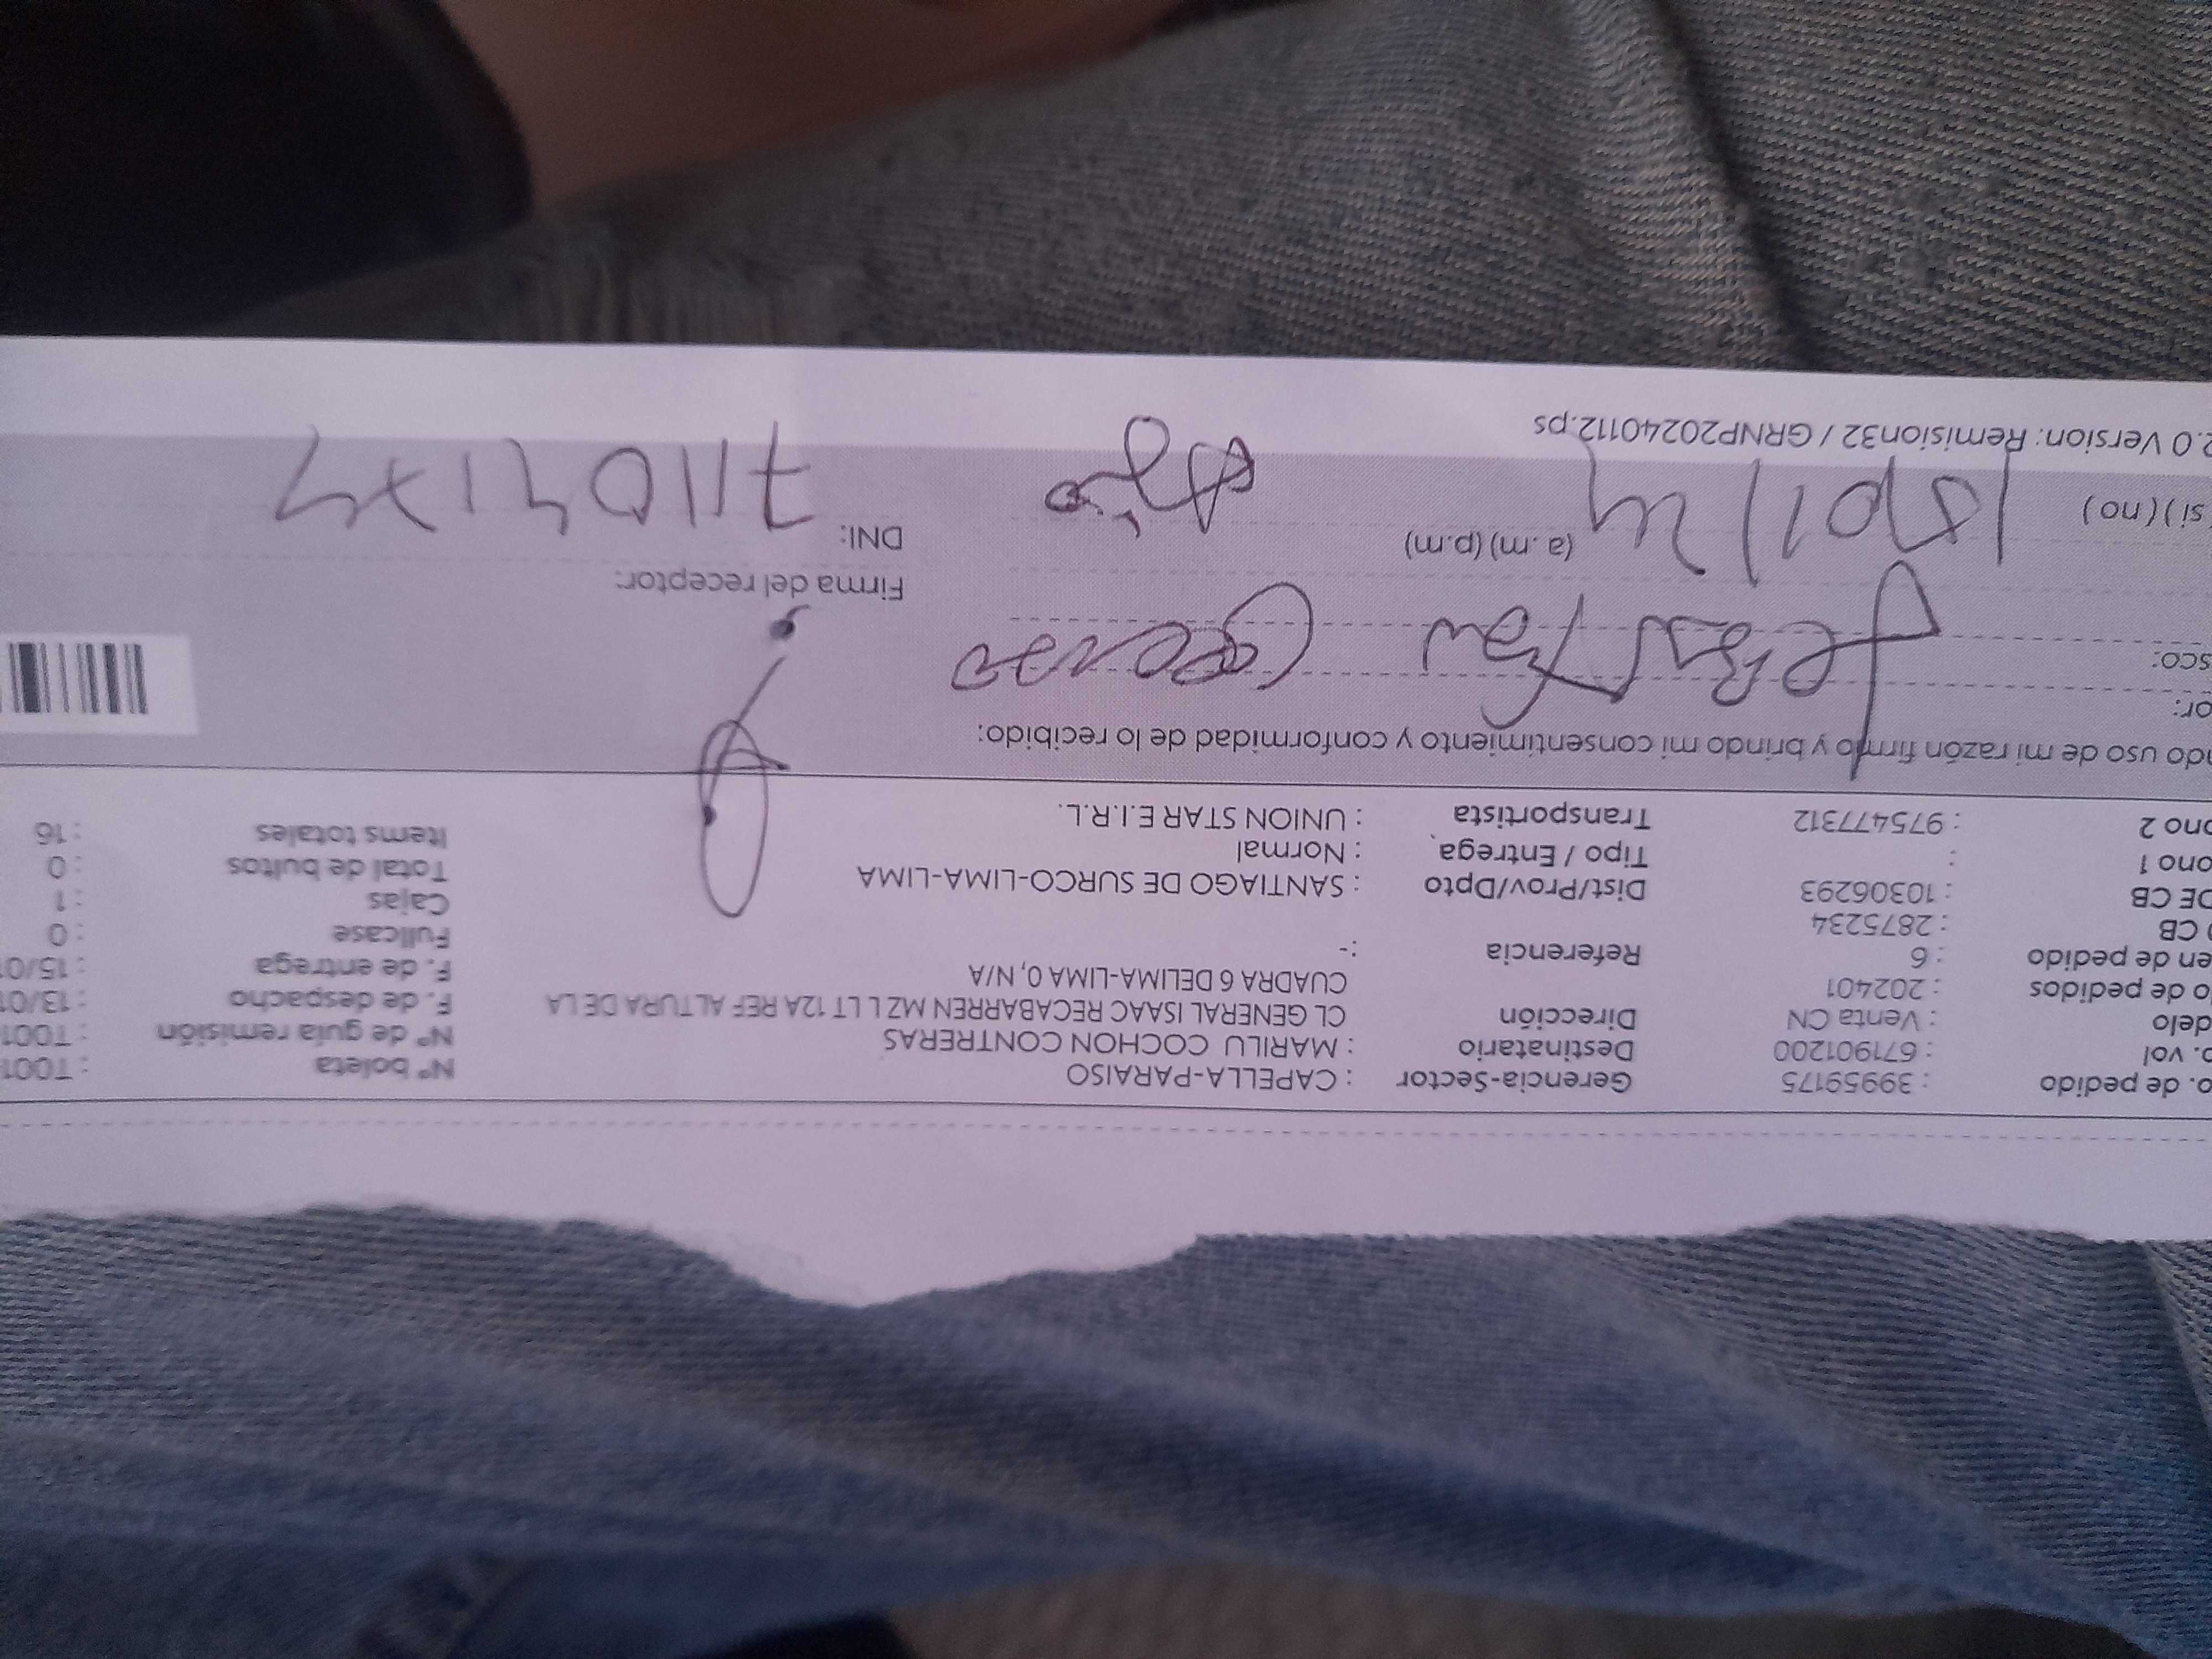 o. de pedido : 39959175 Gerencia-Sector : CAPELLA-PARAISO Nº boleta : T001
o. vol : 671901200 Destinatario : MARILU COCHON CONTRERAS Nº de guía remisión : T001
delo : Venta CN Dirección CL GENERAL ISAAC RECABARREN MZ L LT 12A REF ALTURA DE LA F. de despacho : 13/01
o de pedidos : 202401 CUADRA 6 DELIMA-LIMA 0, N/A F. de entrega : 15/01
en de pedido : 6 Referencia :- Fullcase : 0
O CB : 2875234 Cajas : 1
DE CB : 10306293 Dist/Prov/Dpto : SANTIAGO DE SURCO-LIMA-LIMA Total de bultos : 0
ono 1 : Tipo / Entrega : Normal Items totales : 16
ono 2 : 975477312 Transportista : UNION STAR E.I.R.L.
ndo uso de mi razón firmo y brindo mi consentimiento y conformidad de lo recibido:
or:
sco:
Firma del receptor:
si ) ( no ) 15/01/24 (a. m) (p.m) DNI: 71104174
2.0 Version: Remision32 / GRNP20240112.ps